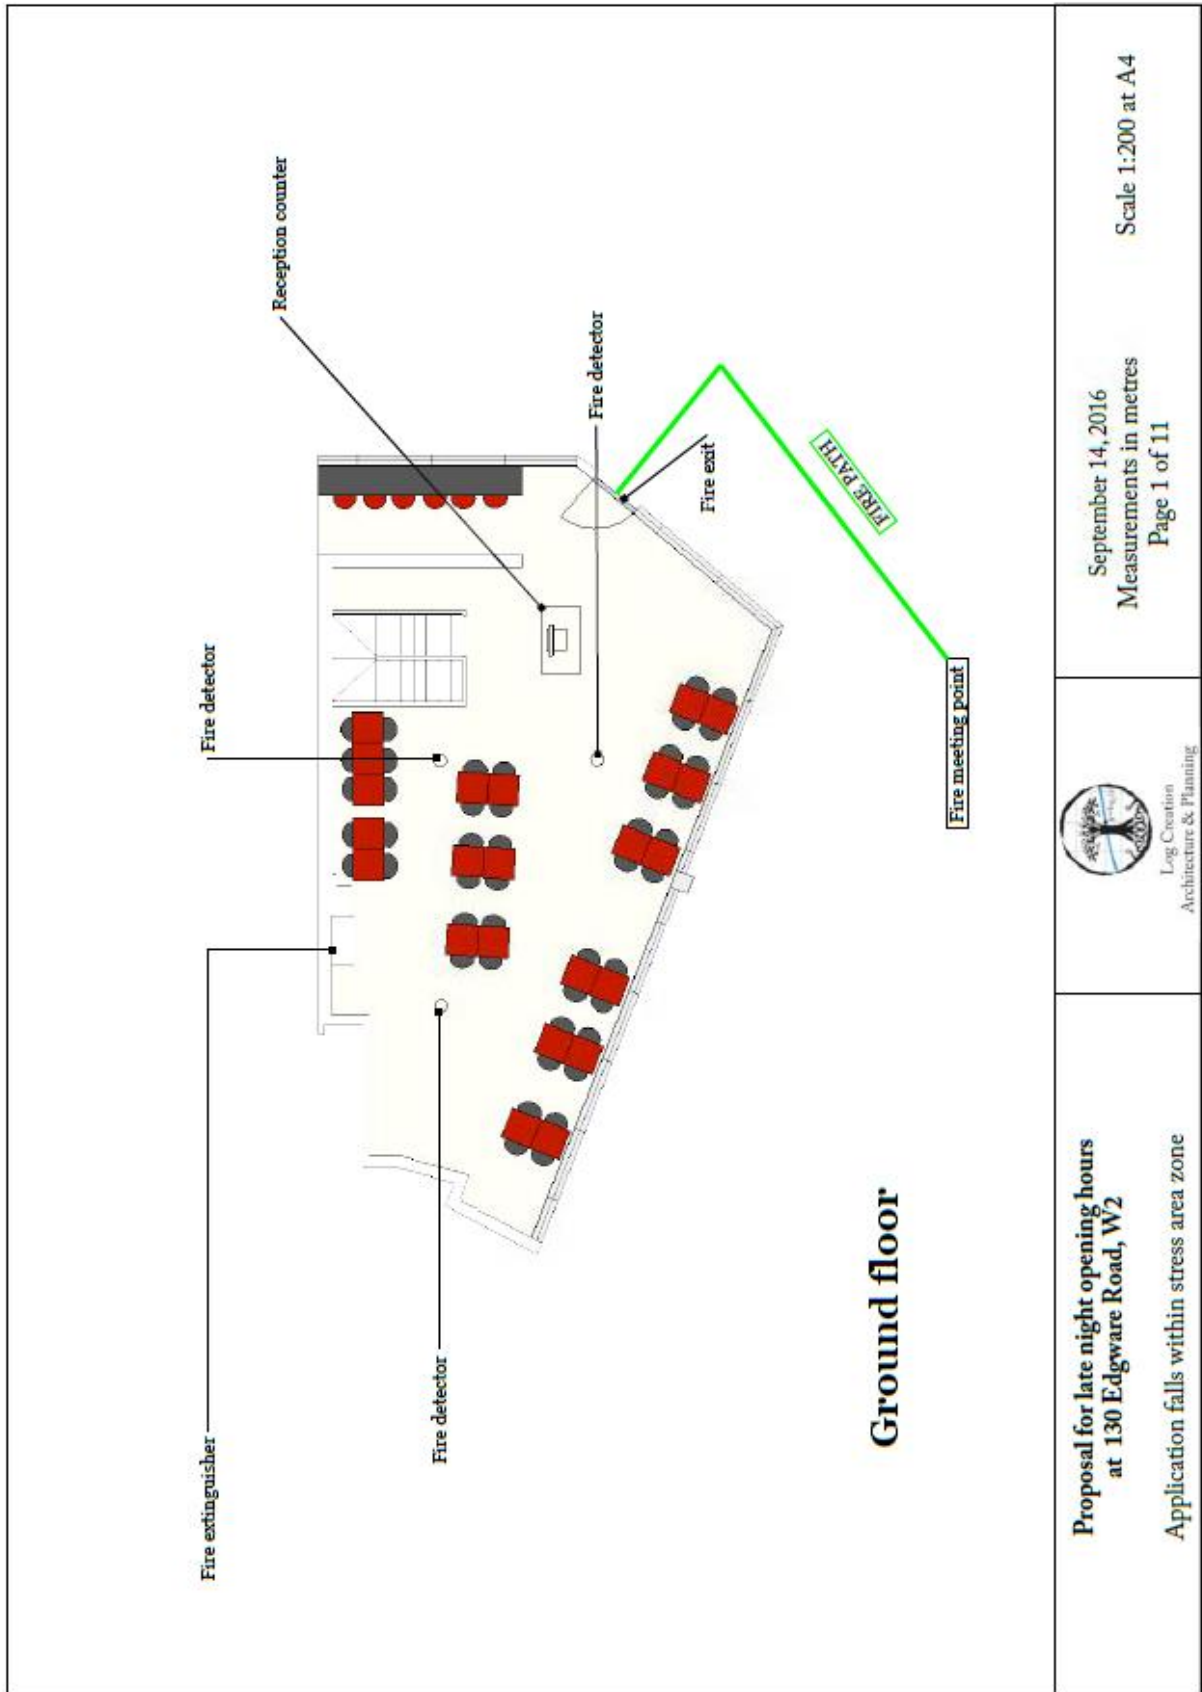 Fire extinguisher
Fire detector
Reception counter
Fire detector
Fire detector
Fire exit
FIRE PATH
Fire meeting point
Ground floor
Proposal for late night opening hours
at 130 Edgware Road, W2
Application falls within stress area zone
Log Creation
Architecture & Planning
September 14, 2016
Measurements in metres
Page 1 of 11
Scale 1:200 at A4